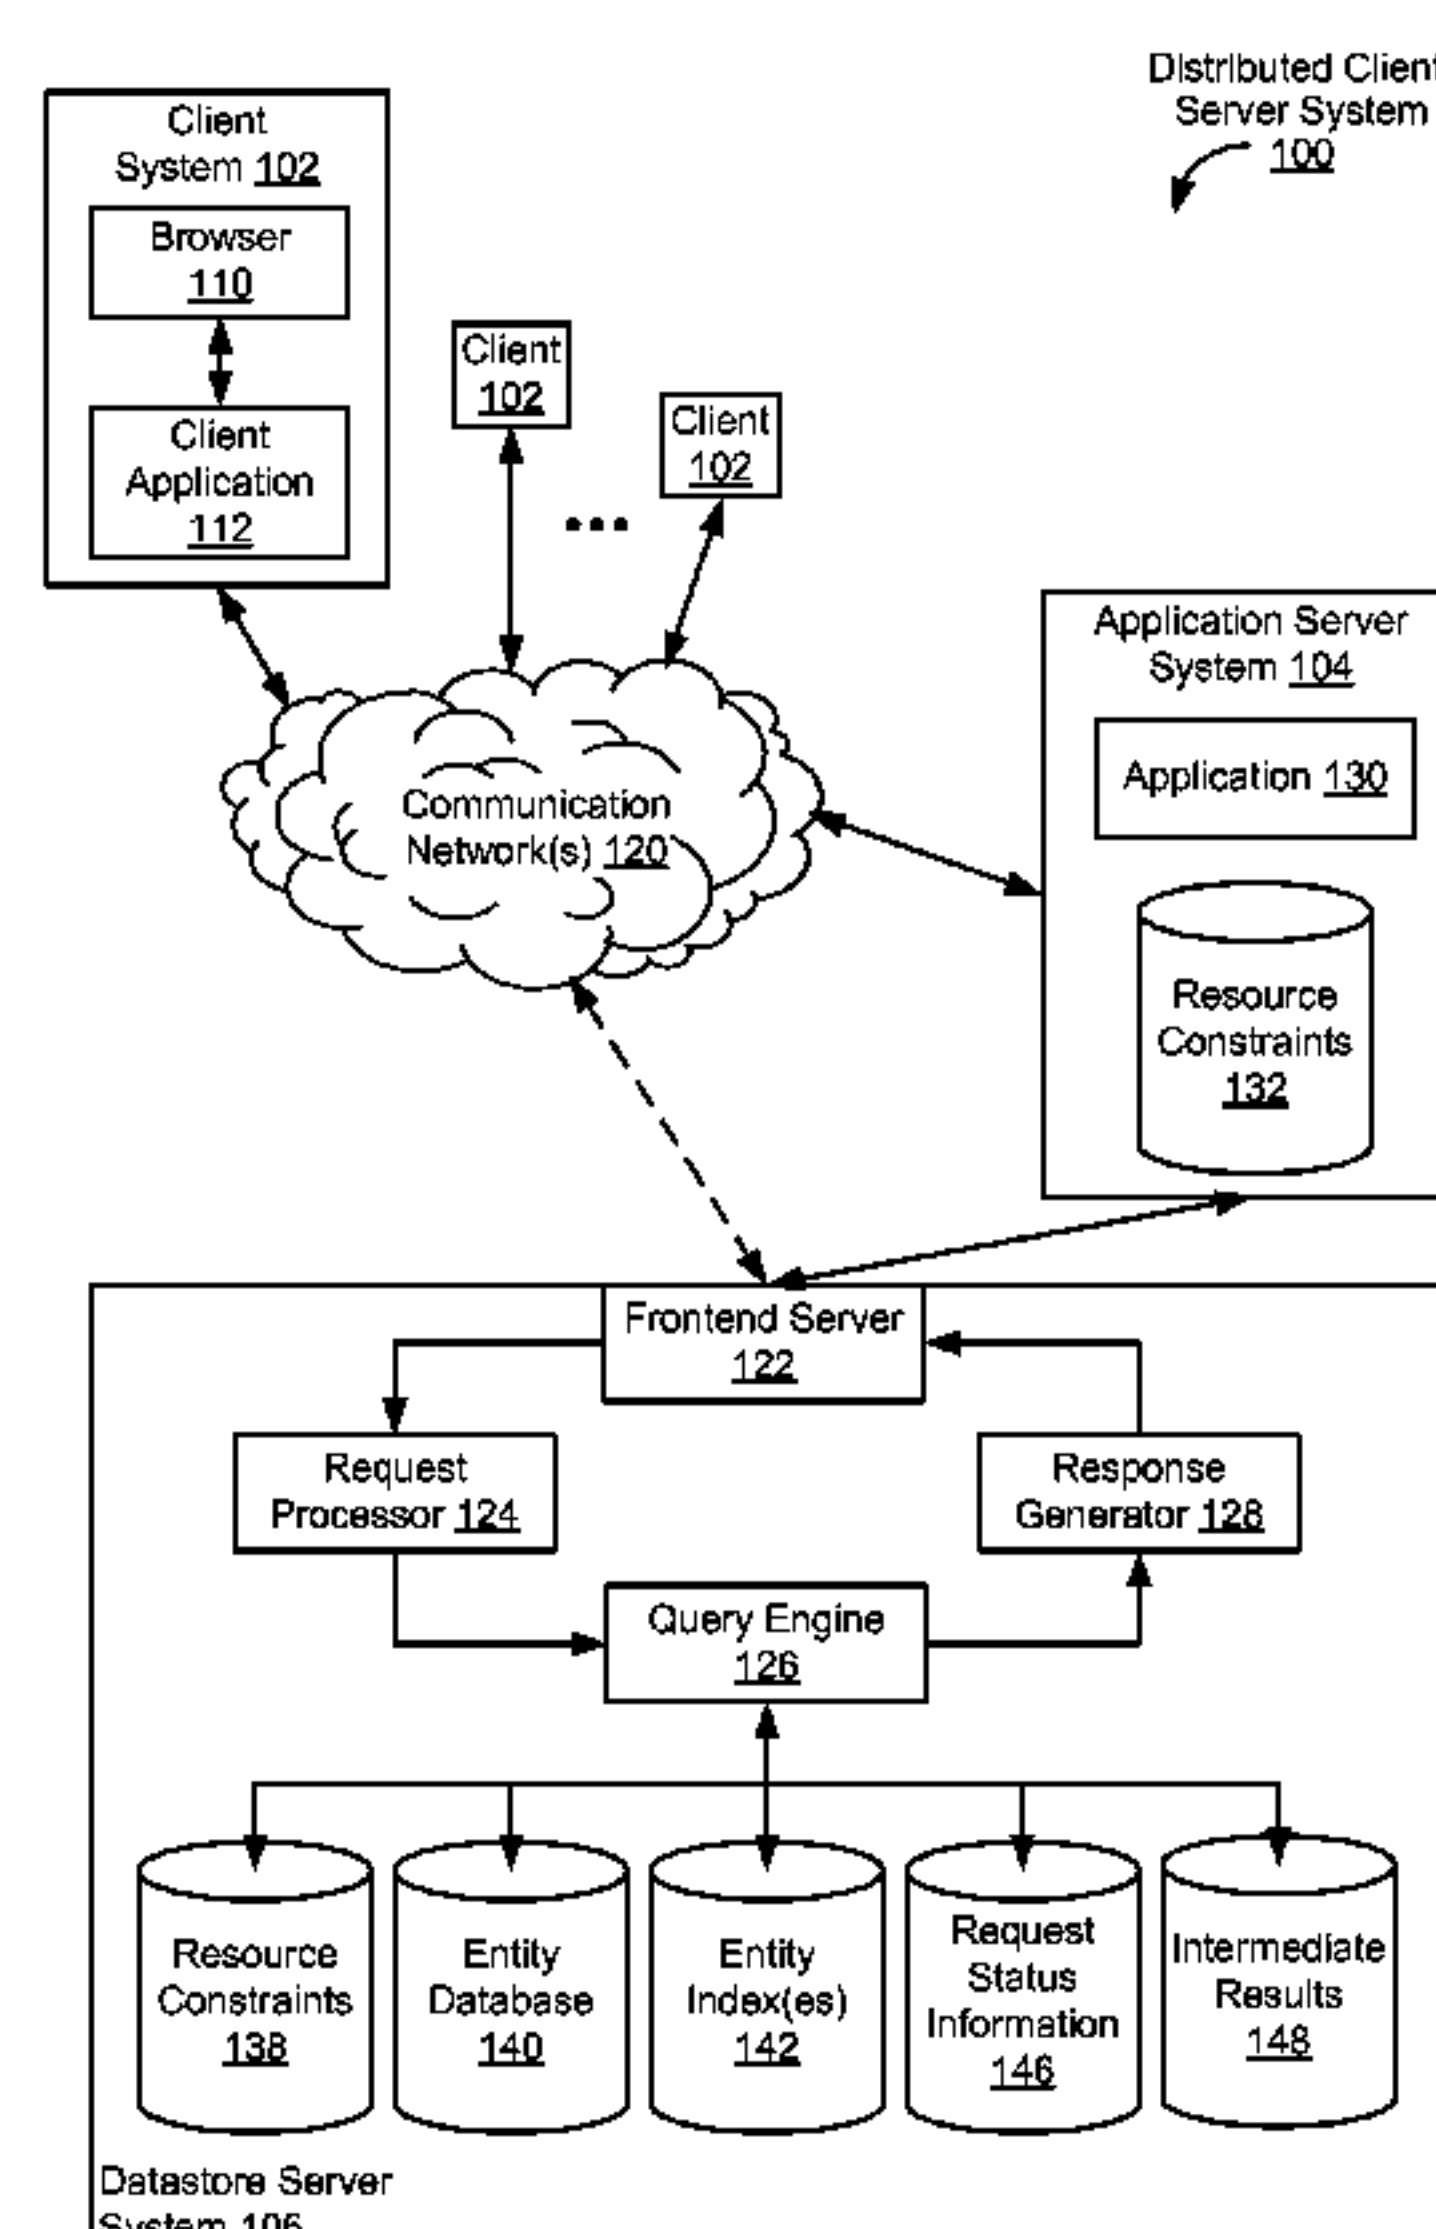 Distributed Client
Server System
100
Client
System 102
Browser
110
Client
Application
112
Client
102
Client
102
Communication
Network(s) 120
Application Server
System 104
Application 130
Resource
Constraints
132
Frontend Server
122
Request
Processor 124
Response
Generator 128
Query Engine
126
Resource
Constraints
138
Entity
Database
140
Entity
Index(es)
142
Request
Status
Information
146
Intermediate
Results
148
Datastore Server
System 106